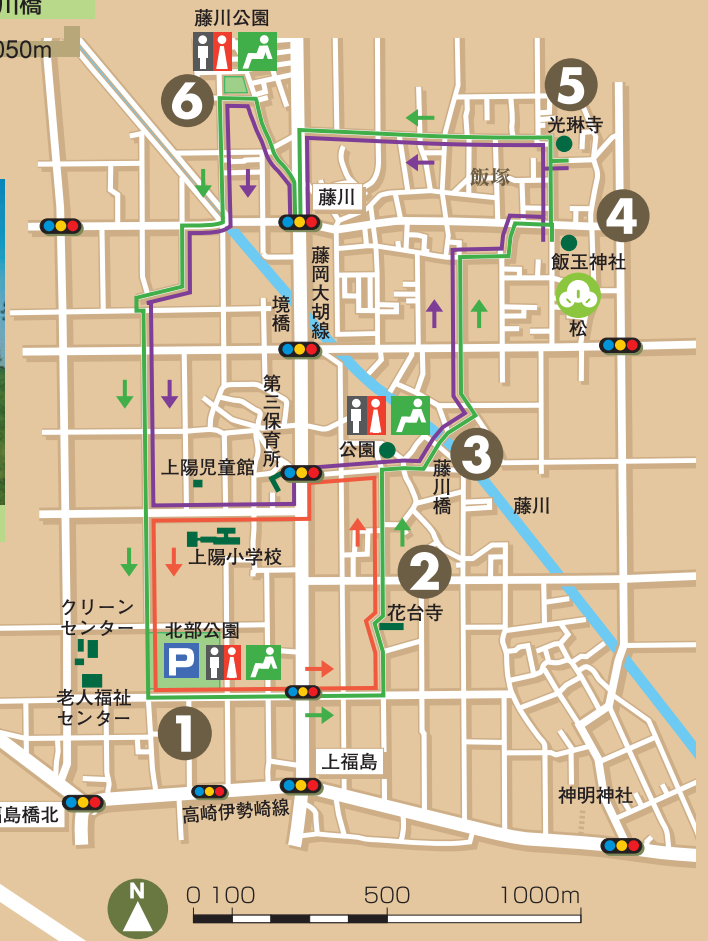 川橋
050m
藤川公園
6
5
光琳寺
飯塚
4
藤川
飯玉神社
松
藤岡大胡線
境橋
第三保育所
公園
3
上陽児童館
藤川橋
藤川
上陽小学校
2
花台寺
クリーン
センター
北部公園
P
老人福祉
センター
1
上福島
神明神社
島橋北
高崎伊勢崎線
N
0 100 500 1000m